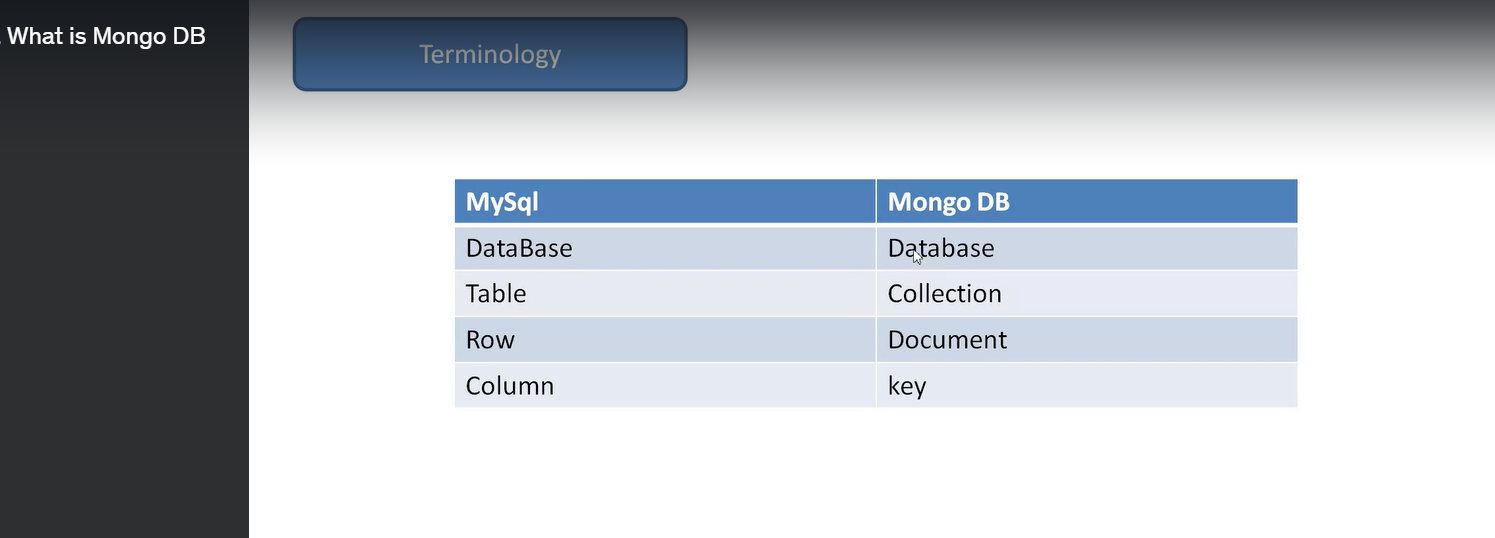 . What is Mongo DB
Terminology
MySql Mongo DB
DataBase Database
Table Collection
Row Document
Column key